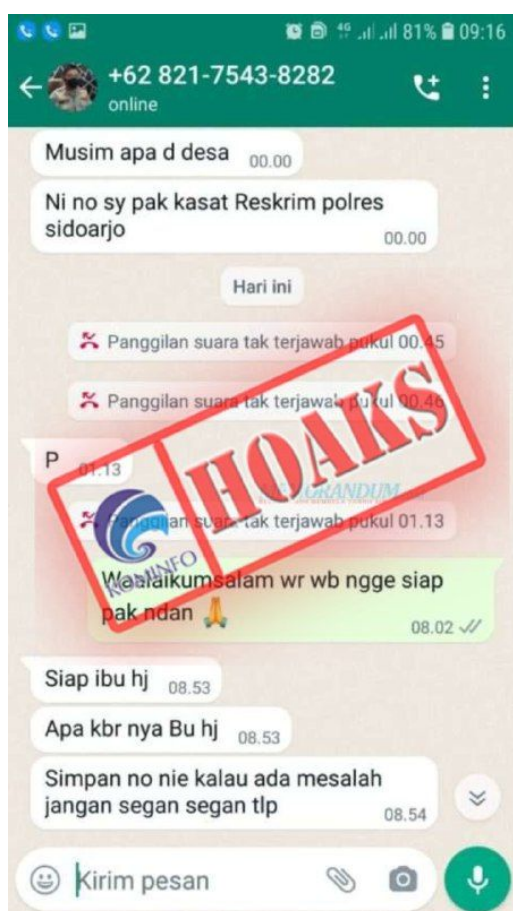 4G 81% 09:16
+62 821-7543-8282
online
Musim apa d desa 00.00
Ni no sy pak kasat Reskrim polres
sidoarjo
00.00
Hari ini
Panggilan suara tak terjawab pukul 00.45
Panggilan suara tak terjawab pukul 00.46
HOAKS
P 01.13
Panggilan suara tak terjawab pukul 01.13
KOMINFO
Waalaikumsalam wr wb ngge siap
pak ndan 🙏
08.02
Siap ibu hj 08.53
Apa kbr nya Bu hj 08.53
Simpan no nie kalau ada mesalah
jangan segan segan tlp
08.54
Kirim pesan